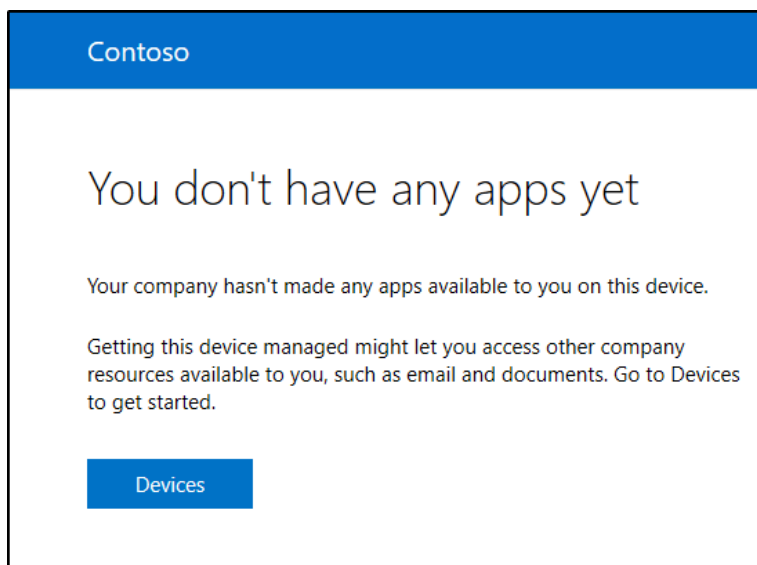 Contoso
You don't have any apps yet
Your company hasn't made any apps available to you on this device.
Getting this device managed might let you access other company
resources available to you, such as email and documents. Go to Devices
to get started.
Devices